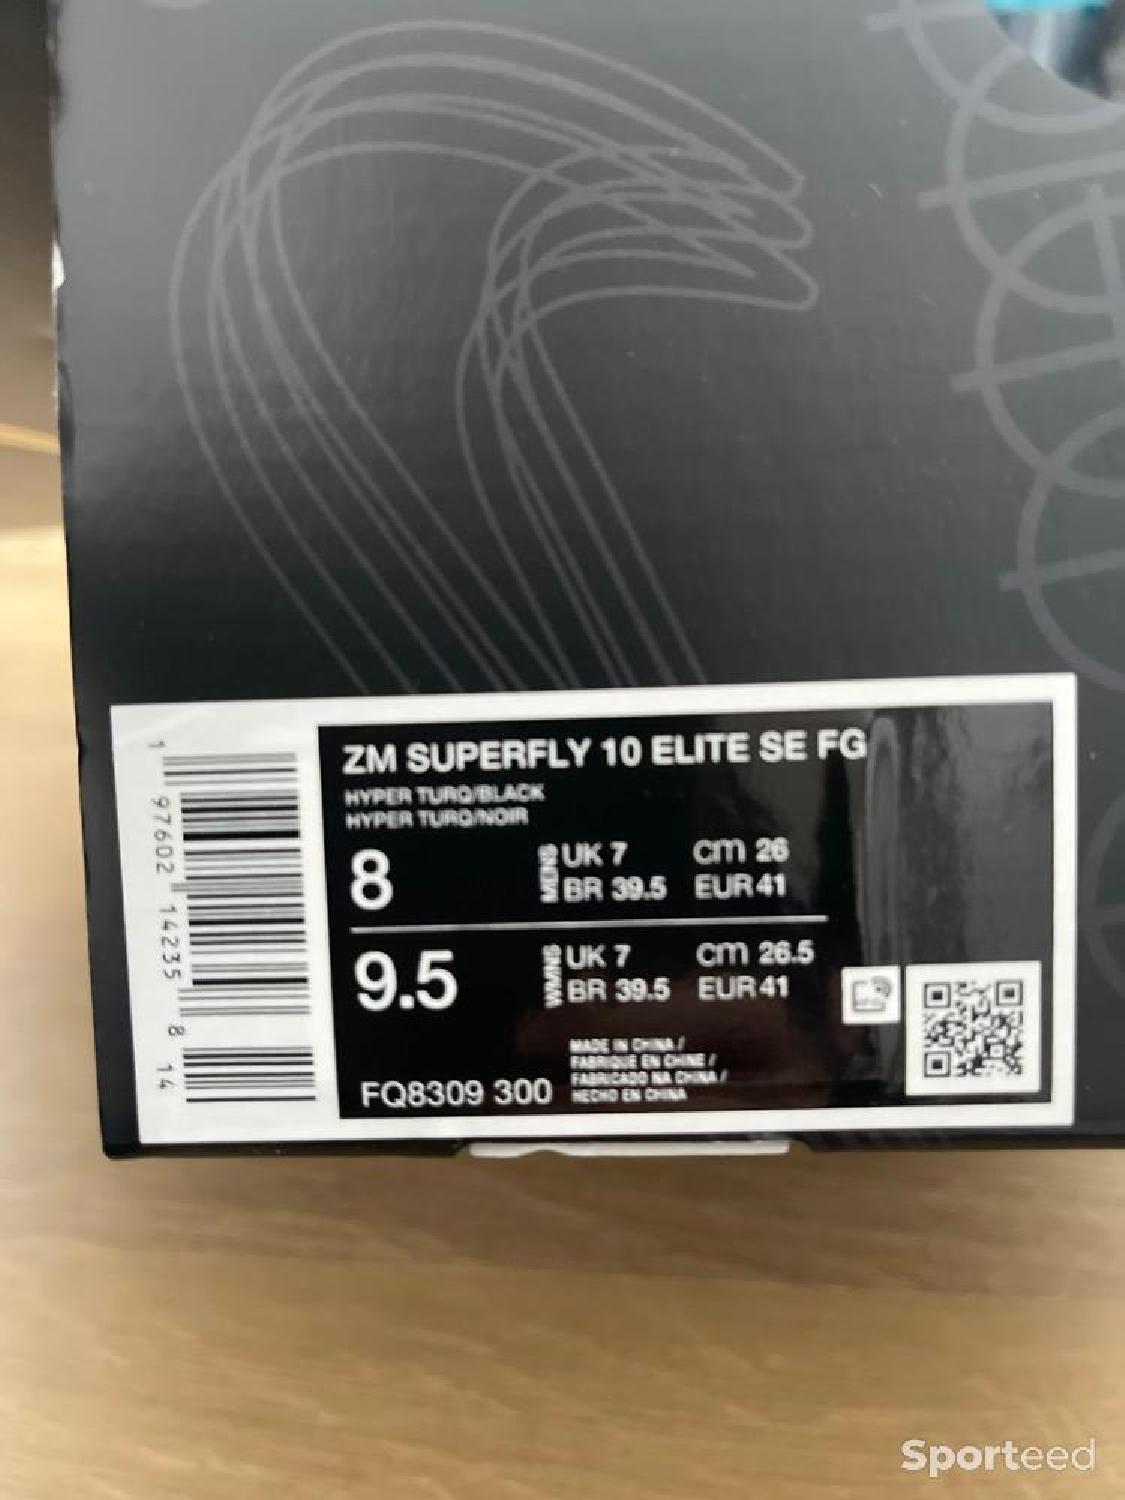 ZM SUPERFLY 10 ELITE SE FG
HYPER TURQ/BLACK
HYPER TURQ/NOIR
8
MENS
UK 7 cm 26
BR 39.5 EUR 41
9.5
WMNS
UK 7 cm 26.5
BR 39.5 EUR 41
FQ8309 300
MADE IN CHINA /
FABRIQUE EN CHINE /
FABRICADO NA CHINA /
HECHO EN CHINA
1 97602 14235 8 14
Sporteed